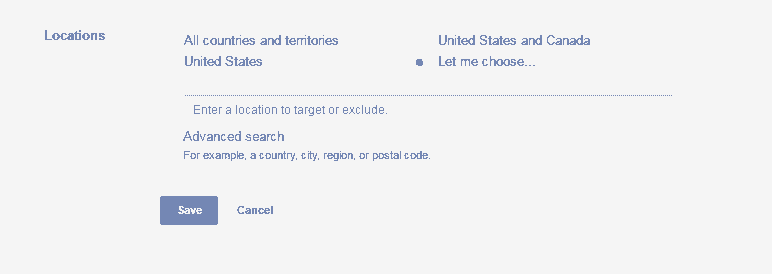 Locations
All countries and territories
United States and Canada
United States
Let me choose...
Enter a location to target or exclude.
Advanced search
For example, a country, city, region, or postal code.
Save
Cancel